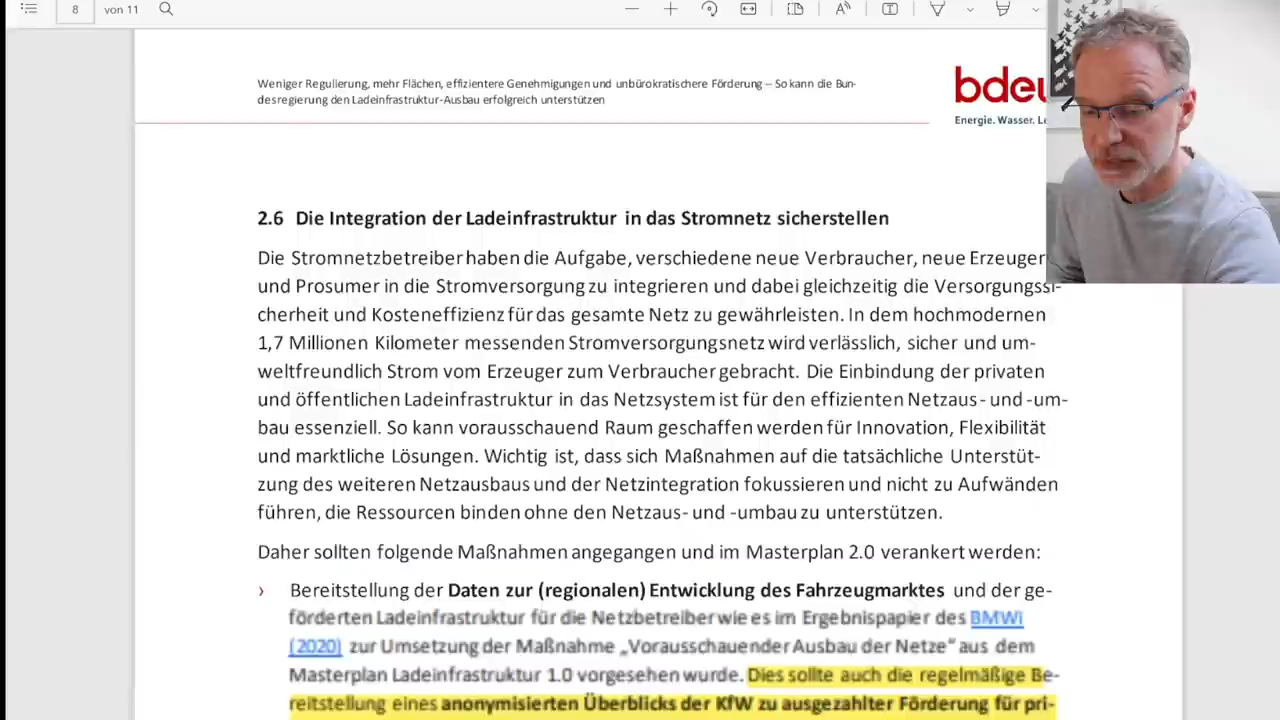 8 von 11
Weniger Regulierung, mehr Flächen, effizientere Genehmigungen und unbürokratischere Förderung – So kann die Bun-
desregierung den Ladeinfrastruktur-Ausbau erfolgreich unterstützen
bdeu
Energie. Wasser. Le
2.6 Die Integration der Ladeinfrastruktur in das Stromnetz sicherstellen
Die Stromnetzbetreiber haben die Aufgabe, verschiedene neue Verbraucher, neue Erzeuger
und Prosumer in die Stromversorgung zu integrieren und dabei gleichzeitig die Versorgungssi-
cherheit und Kosteneffizienz für das gesamte Netz zu gewährleisten. In dem hochmodernen
1,7 Millionen Kilometer messenden Stromversorgungsnetz wird verlässlich, sicher und um-
weltfreundlich Strom vom Erzeuger zum Verbraucher gebracht. Die Einbindung der privaten
und öffentlichen Ladeinfrastruktur in das Netzsystem ist für den effizienten Netzaus- und -um-
bau essenziell. So kann vorausschauend Raum geschaffen werden für Innovation, Flexibilität
und marktliche Lösungen. Wichtig ist, dass sich Maßnahmen auf die tatsächliche Unterstüt-
zung des weiteren Netzausbaus und der Netzintegration fokussieren und nicht zu Aufwänden
führen, die Ressourcen binden ohne den Netzaus- und -umbau zu unterstützen.
Daher sollten folgende Maßnahmen angegangen und im Masterplan 2.0 verankert werden:
› Bereitstellung der Daten zur (regionalen) Entwicklung des Fahrzeugmarktes und der ge-
förderten Ladeinfrastruktur für die Netzbetreiber wie es im Ergebnispapier des BMWi
(2020) zur Umsetzung der Maßnahme „Vorausschauender Ausbau der Netze“ aus dem
Masterplan Ladeinfrastruktur 1.0 vorgesehen wurde. Dies sollte auch die regelmäßige Be-
reitstellung eines anonymisierten Überblicks der KfW zu ausgezahlter Förderung für pri-